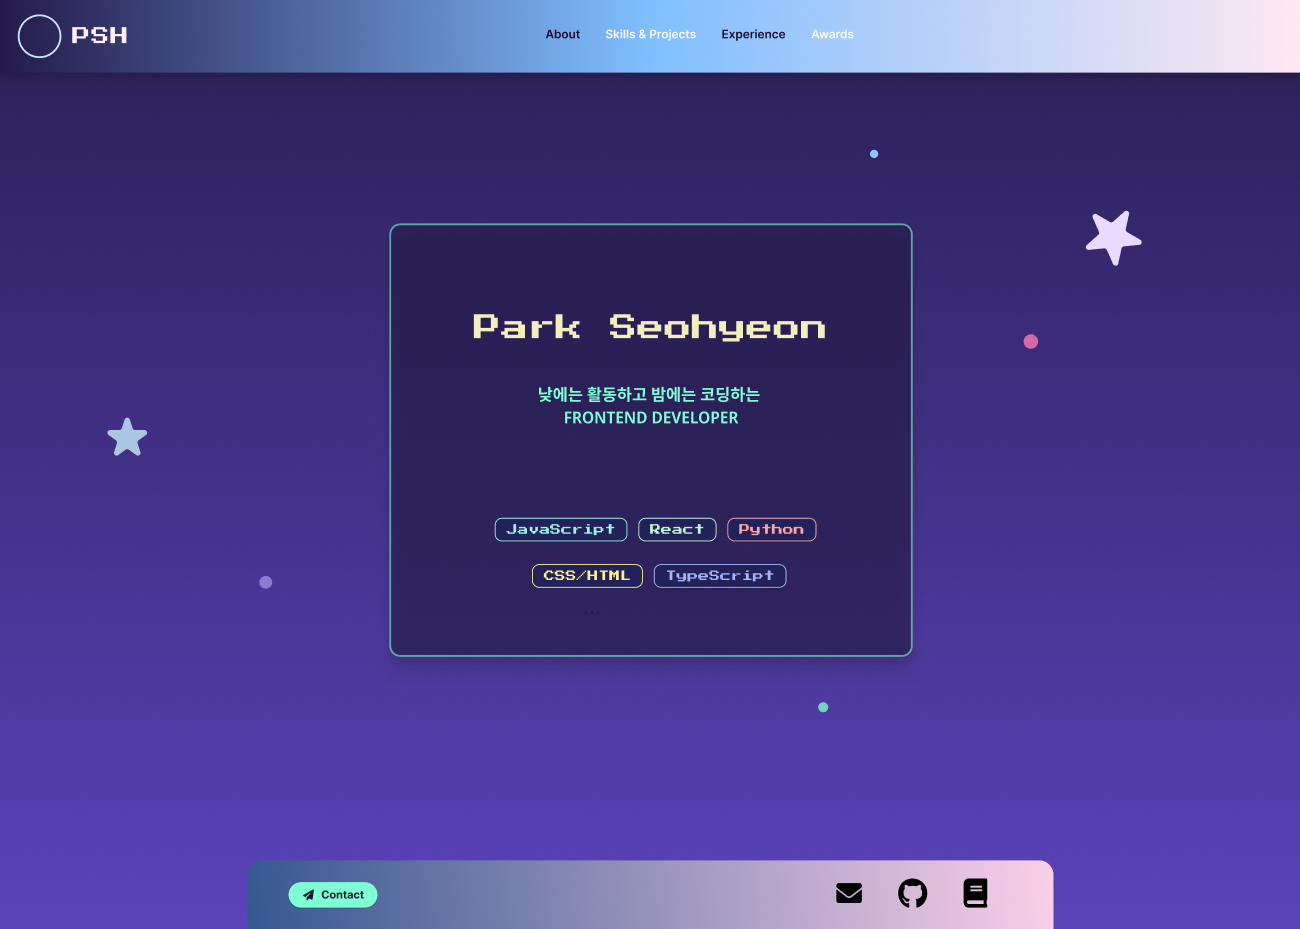 PSH
About Skills & Projects Experience Awards
Park Seohyeon
낮에는 활동하고 밤에는 코딩하는
FRONTEND DEVELOPER
JavaScript React Python
CSS/HTML TypeScript
...
Contact